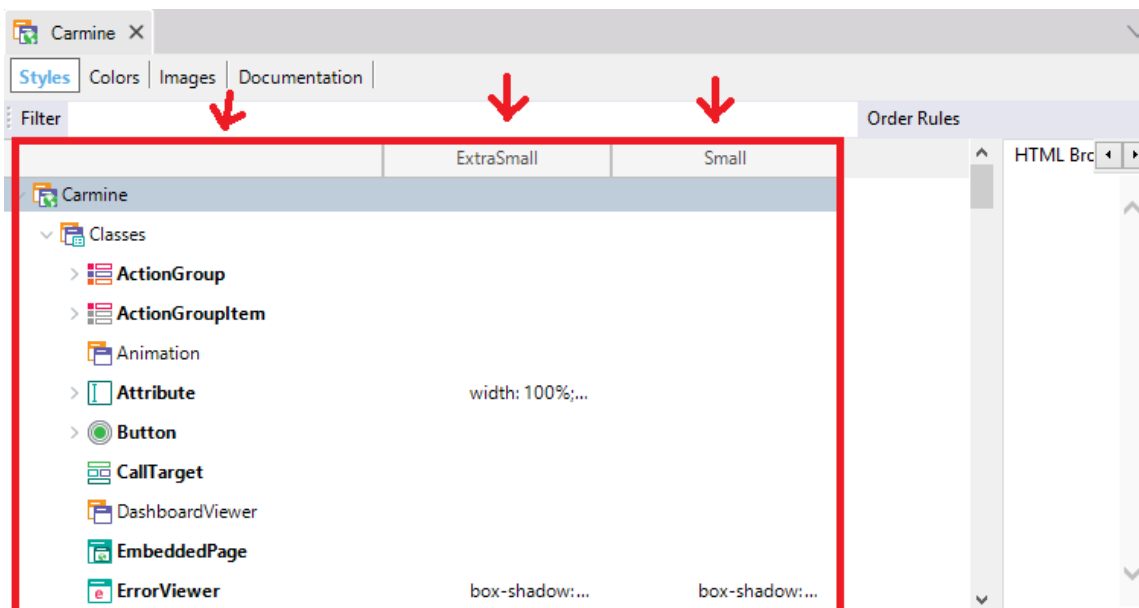 Carmine
Styles Colors Images Documentation
Filter Order Rules
ExtraSmall Small HTML Brc
Carmine
Classes
ActionGroup
ActionGroupItem
Animation
Attribute width: 100%;...
Button
CallTarget
DashboardViewer
EmbeddedPage
ErrorViewer box-shadow:... box-shadow:...